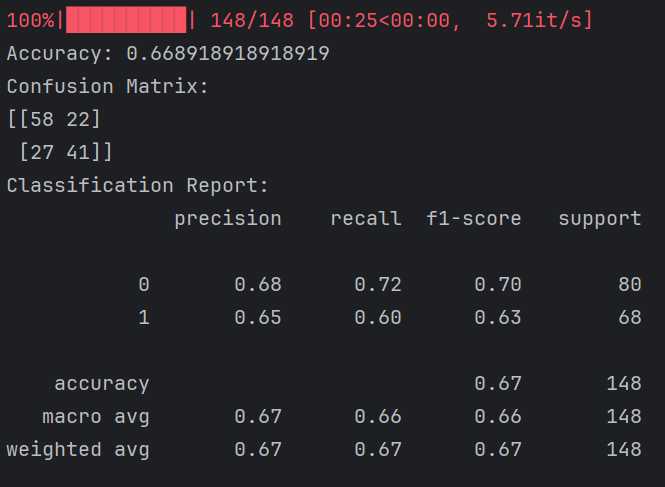 100%|██████████| 148/148 [00:25<00:00,  5.71it/s]
Accuracy: 0.668918918918919
Confusion Matrix:
[[58 22]
 [27 41]]
Classification Report:
              precision    recall  f1-score   support

           0       0.68      0.72      0.70        80
           1       0.65      0.60      0.63        68

    accuracy                           0.67       148
   macro avg       0.67      0.66      0.66       148
weighted avg       0.67      0.67      0.67       148